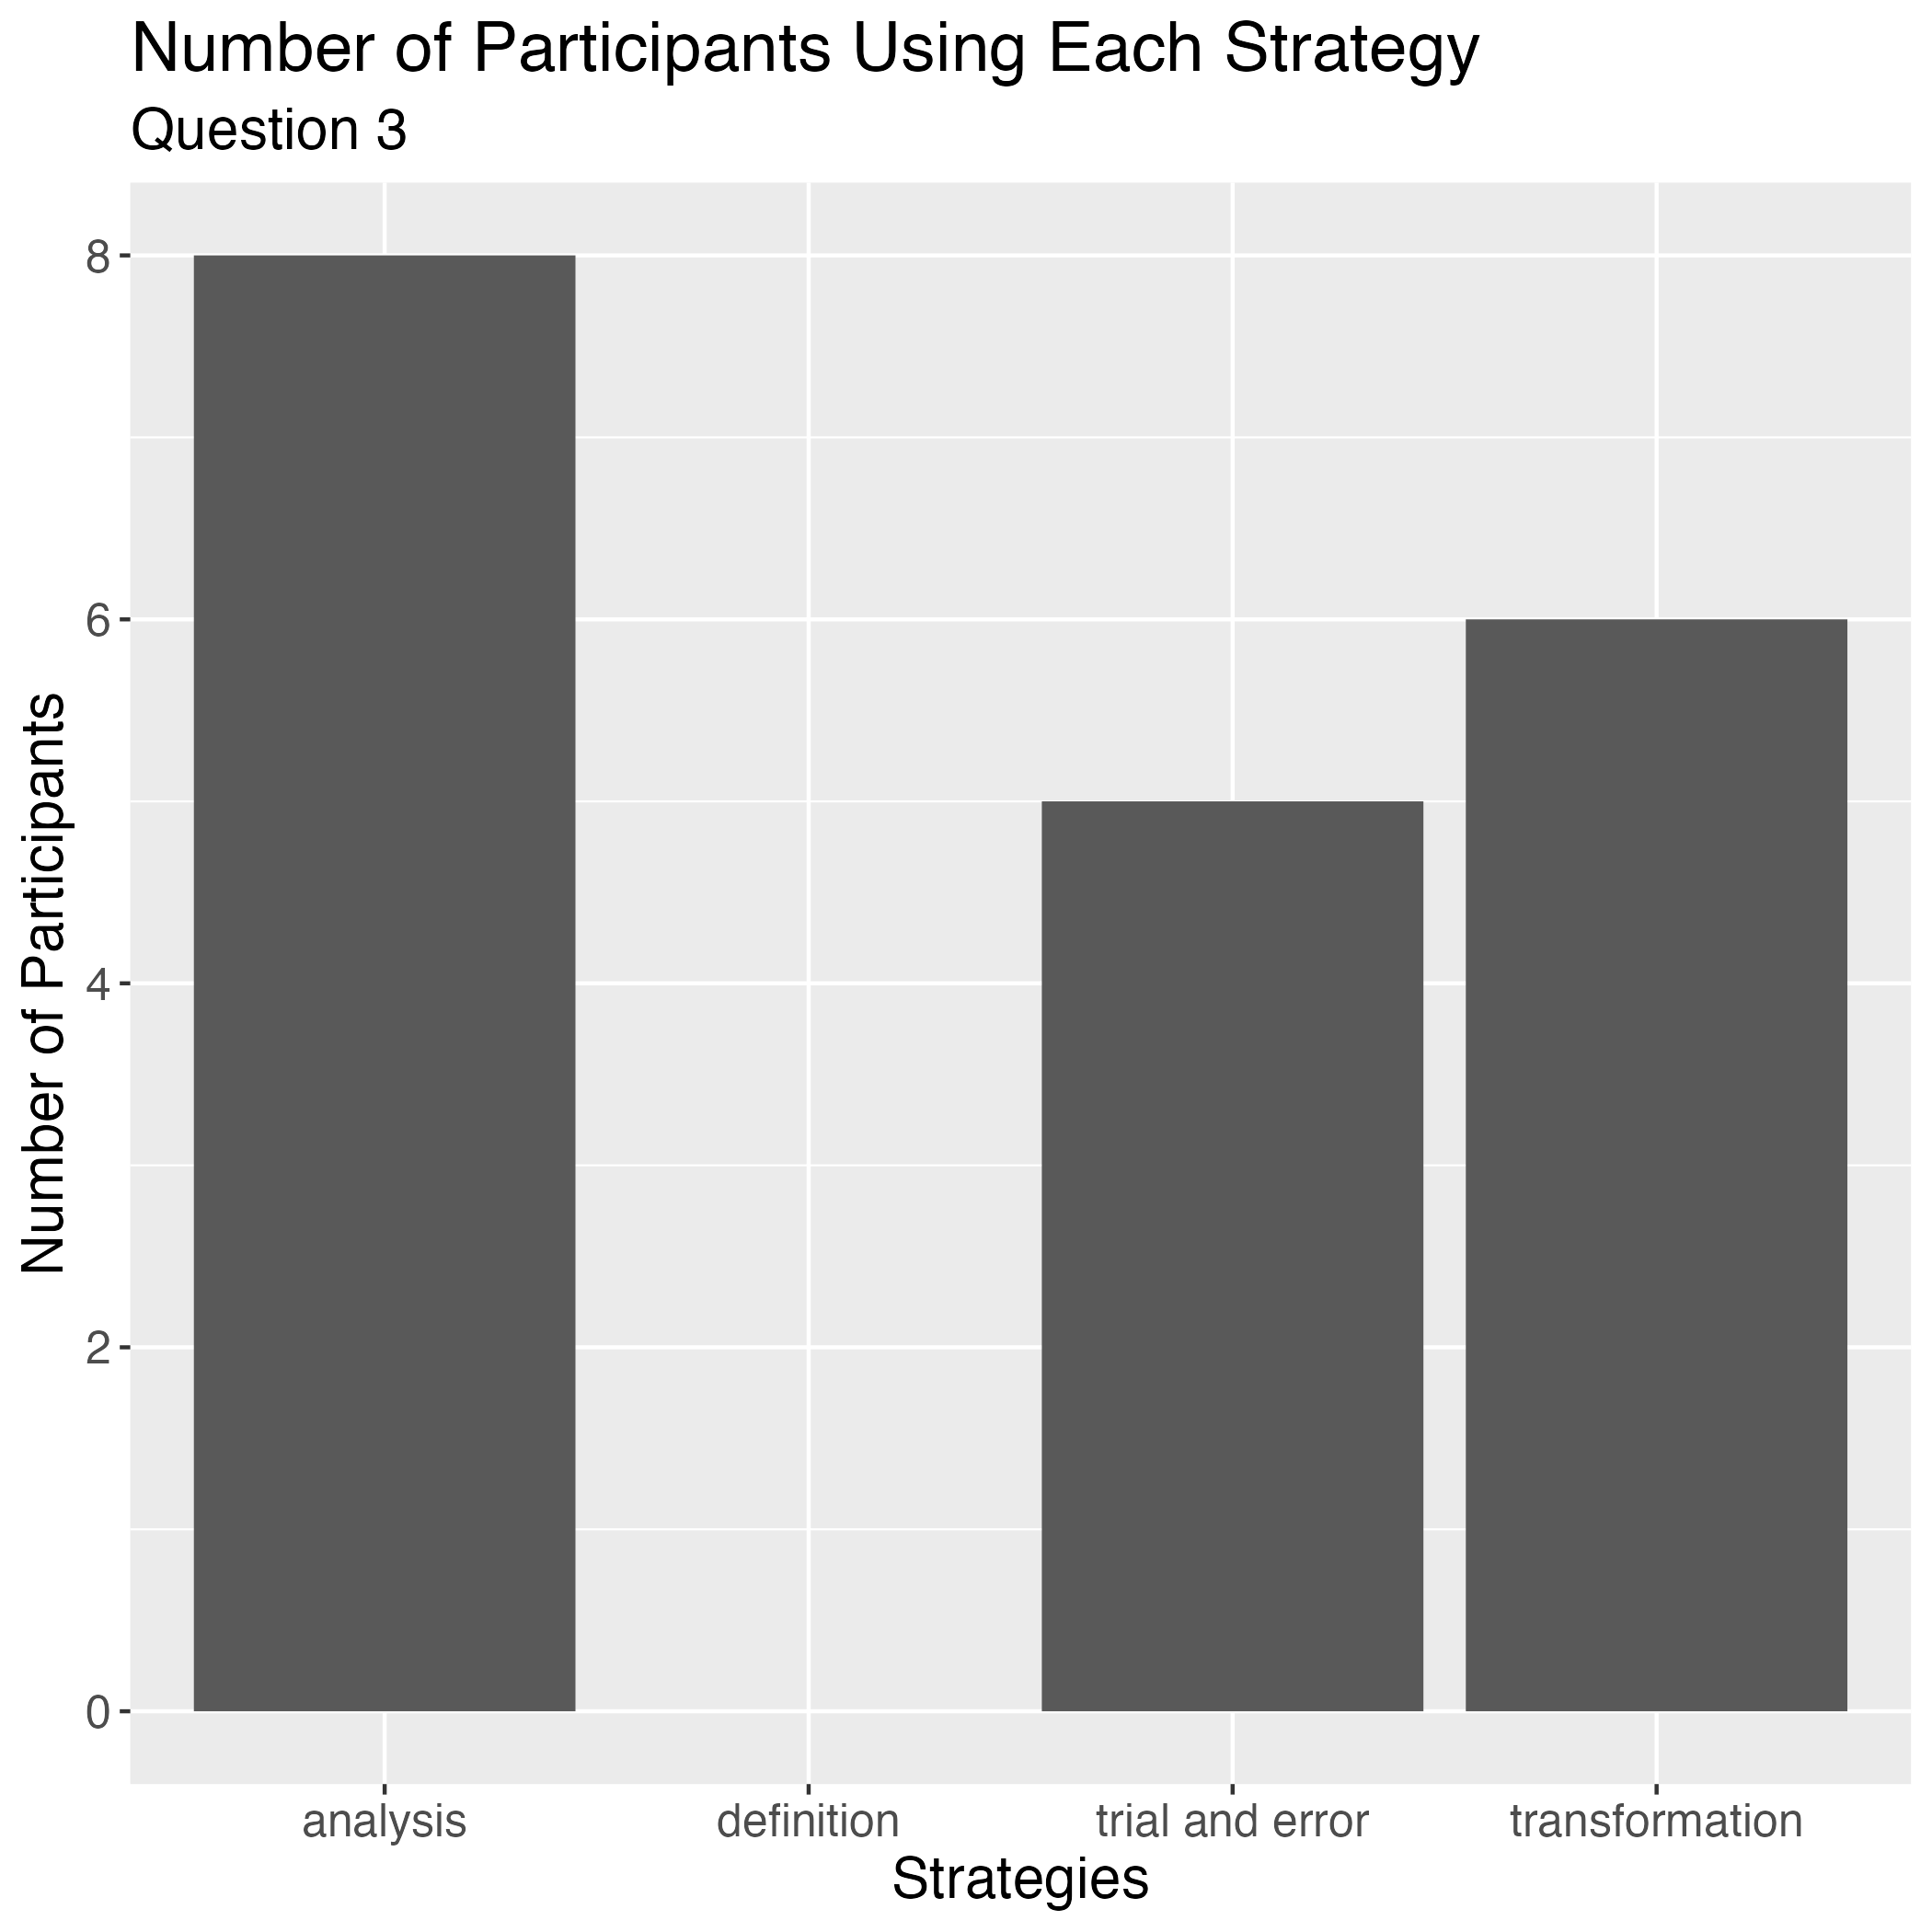 Number of Participants Using Each Strategy
Question 3
Number of Participants
8
6
4
2
0
analysis definition trial and error transformation
Strategies